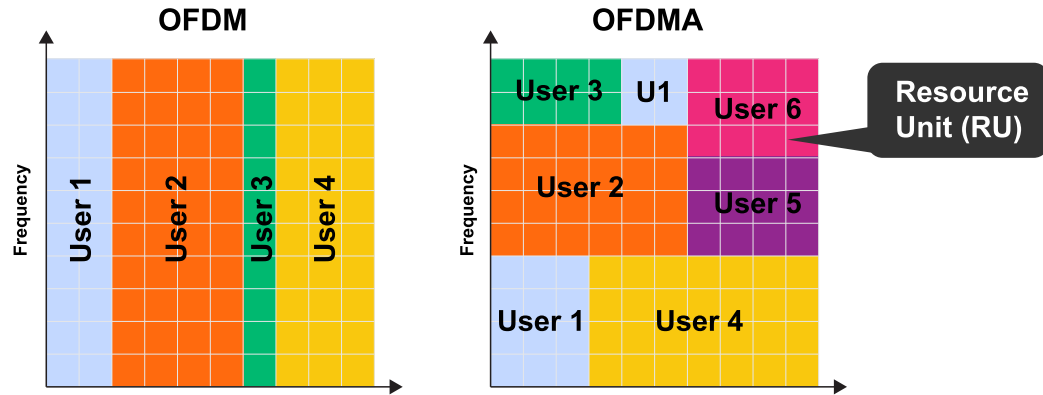 OFDM
Frequency
User 1
User 2
User 3
User 4
OFDMA
Frequency
User 3
U1
User 6
User 2
User 5
User 1
User 4
Resource
Unit (RU)